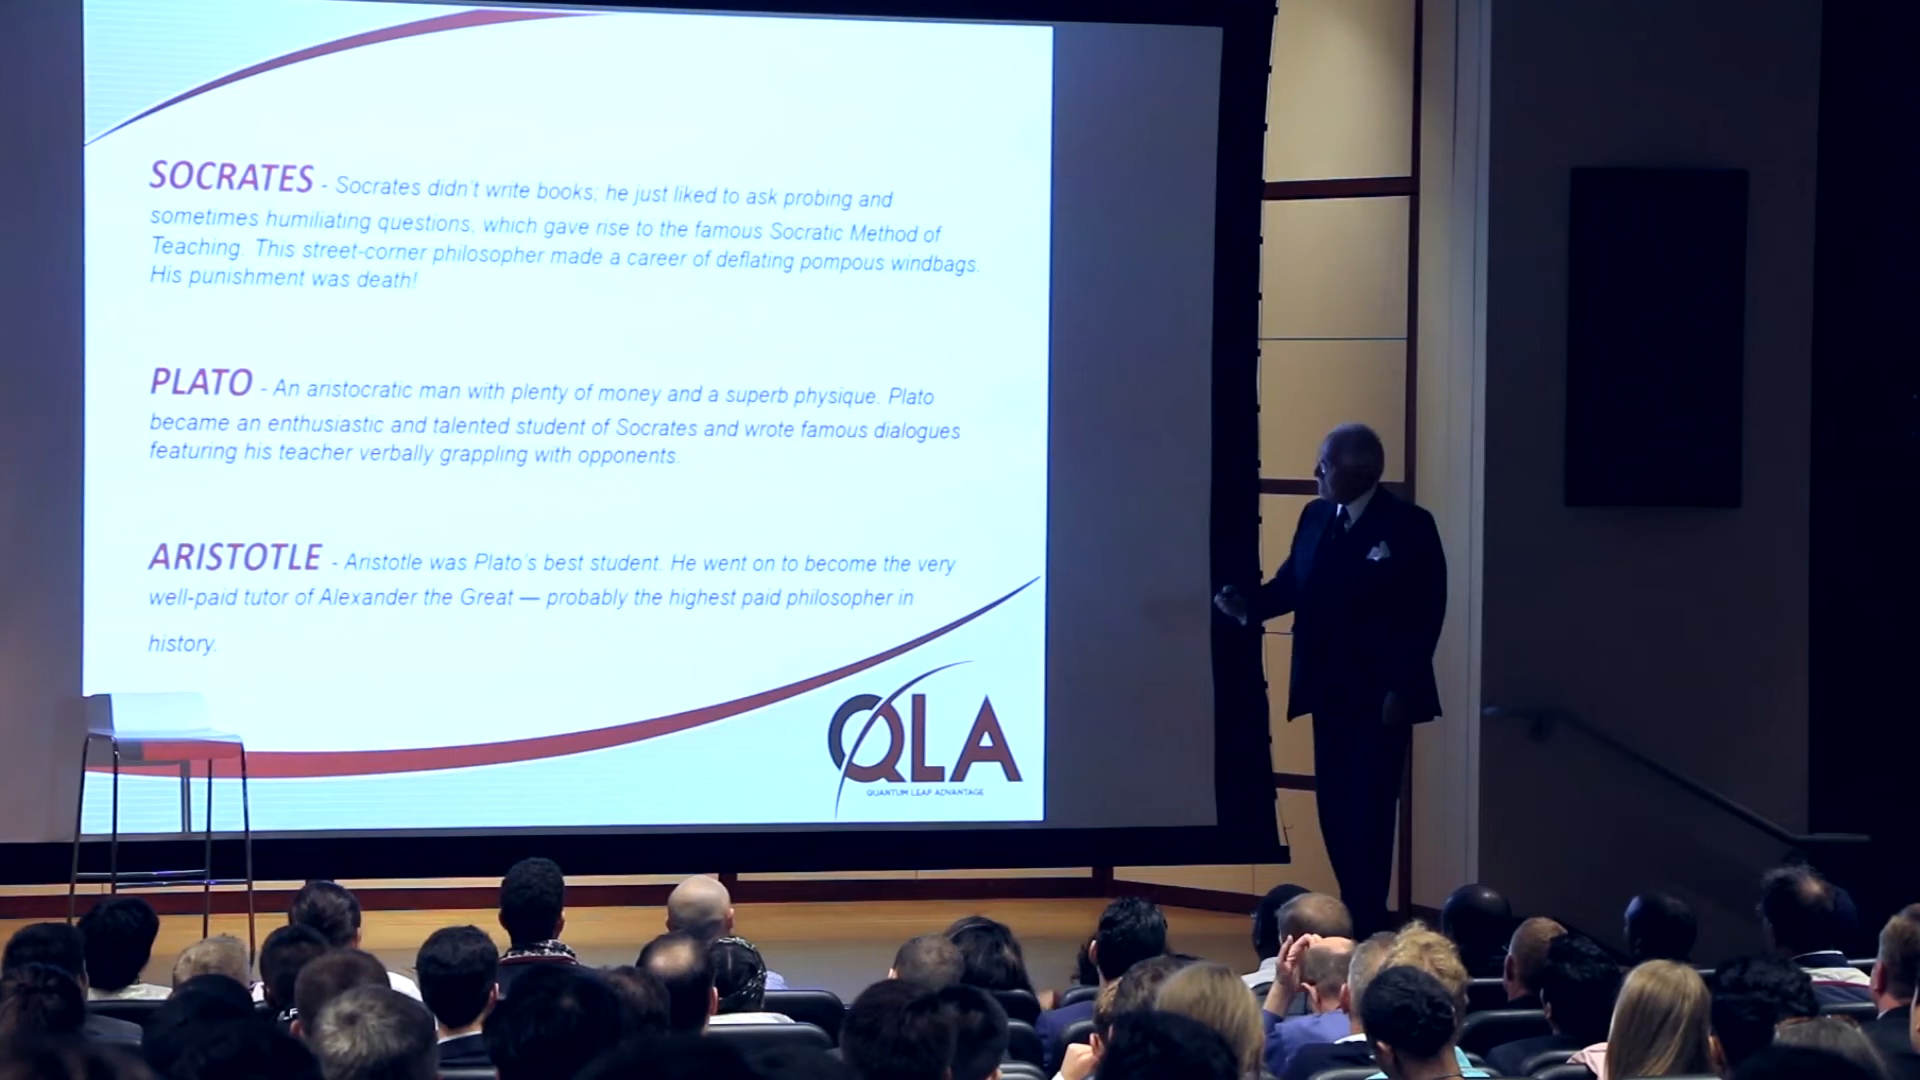 SOCRATES - Socrates didn't write books; he just liked to ask probing and
sometimes humiliating questions, which gave rise to the famous Socratic Method of
Teaching. This street-corner philosopher made a career of deflating pompous windbags.
His punishment was death!
PLATO - An aristocratic man with plenty of money and a superb physique. Plato
became an enthusiastic and talented student of Socrates and wrote famous dialogues
featuring his teacher verbally grappling with opponents.
ARISTOTLE - Aristotle was Plato's best student. He went on to become the very
well-paid tutor of Alexander the Great — probably the highest paid philosopher in
history.
QLA
QUANTUM LEAP ADVANTAGE